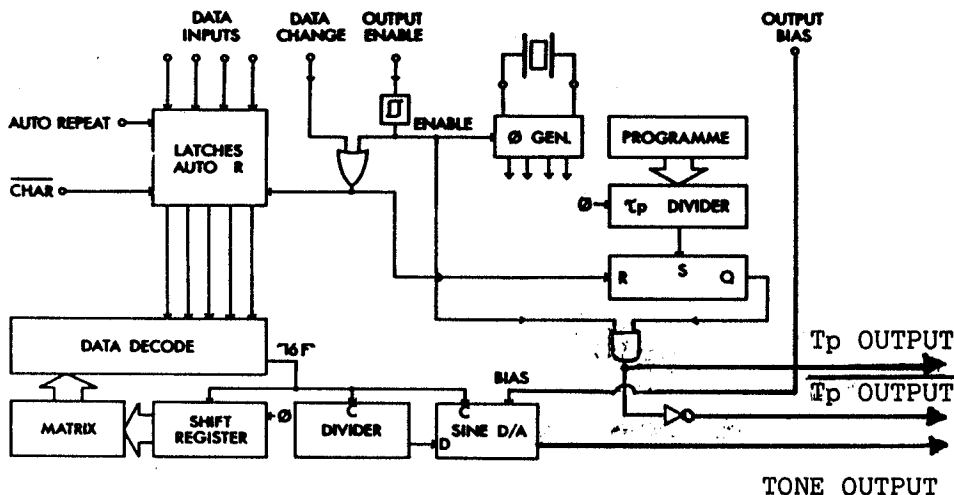 DATA
INPUTS
DATA
CHANGE
OUTPUT
ENABLE
OUTPUT
BIAS
AUTO REPEAT
LATCHES
AUTO R
ENABLE
Ø GEN.
PROGRAMME
CHAR
Ø
τp DIVIDER
R S Q
DATA DECODE
16 F
Tp OUTPUT
Tp OUTPUT
BIAS
MATRIX
SHIFT
REGISTER
Ø
C
DIVIDER
C
D
SINE D/A
TONE OUTPUT